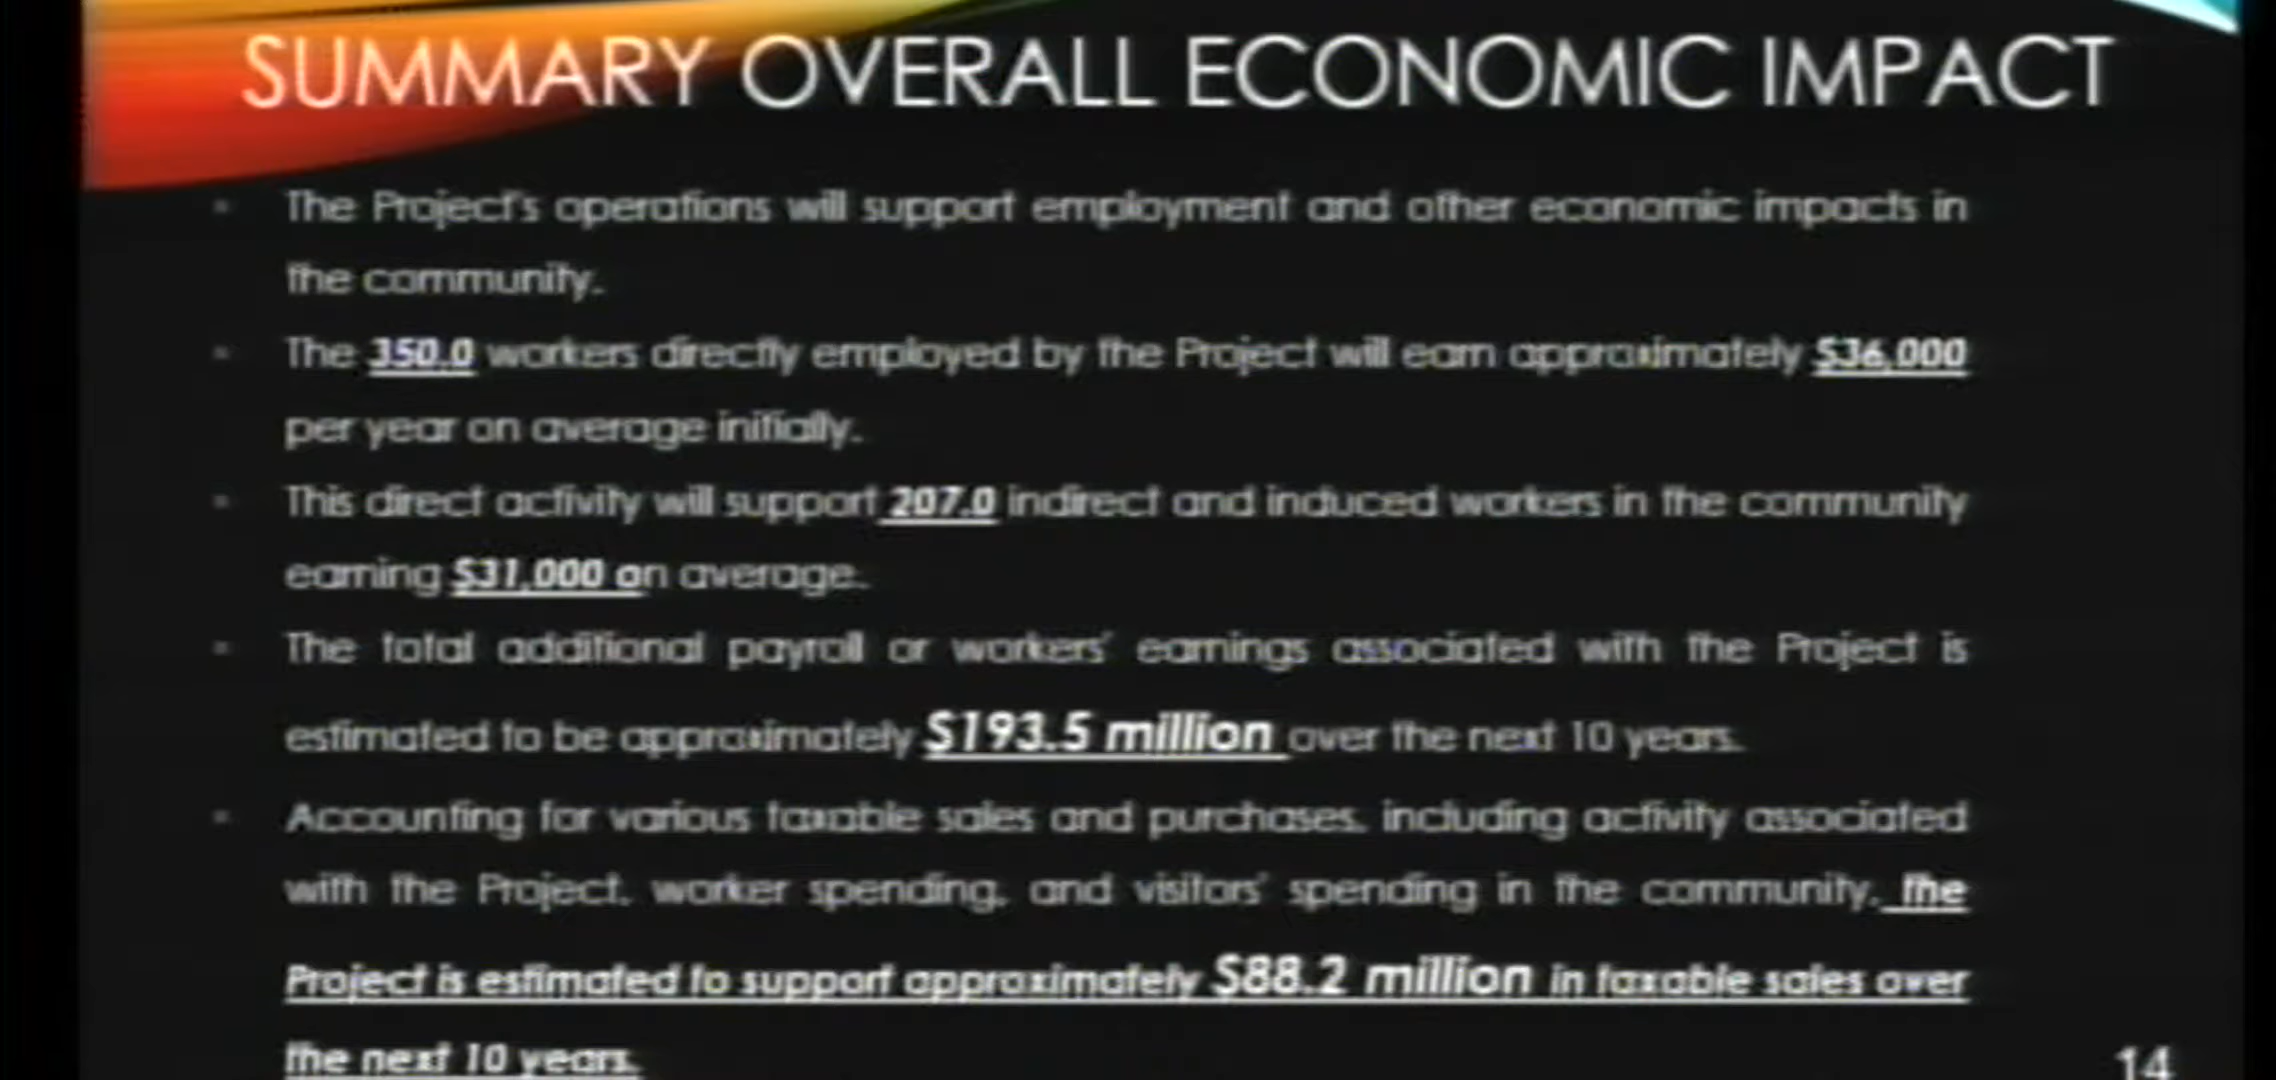 SUMMARY OVERALL ECONOMIC IMPACT
The Project's operations will support employment and other economic impacts in
the community.
The 350.0 workers directly employed by the Project will earn approximately $36,000
per year on average initially.
This direct activity will support 207.0 indirect and induced workers in the community
earning $31,000 on average.
The total additional payroll or workers' earnings associated with the Project is
estimated to be approximately $193.5 million over the next 10 years.
Accounting for various taxable sales and purchases, including activity associated
with the Project, worker spending, and visitors' spending in the community, the
Project is estimated to support approximately $88.2 million in taxable sales over
the next 10 years.
14